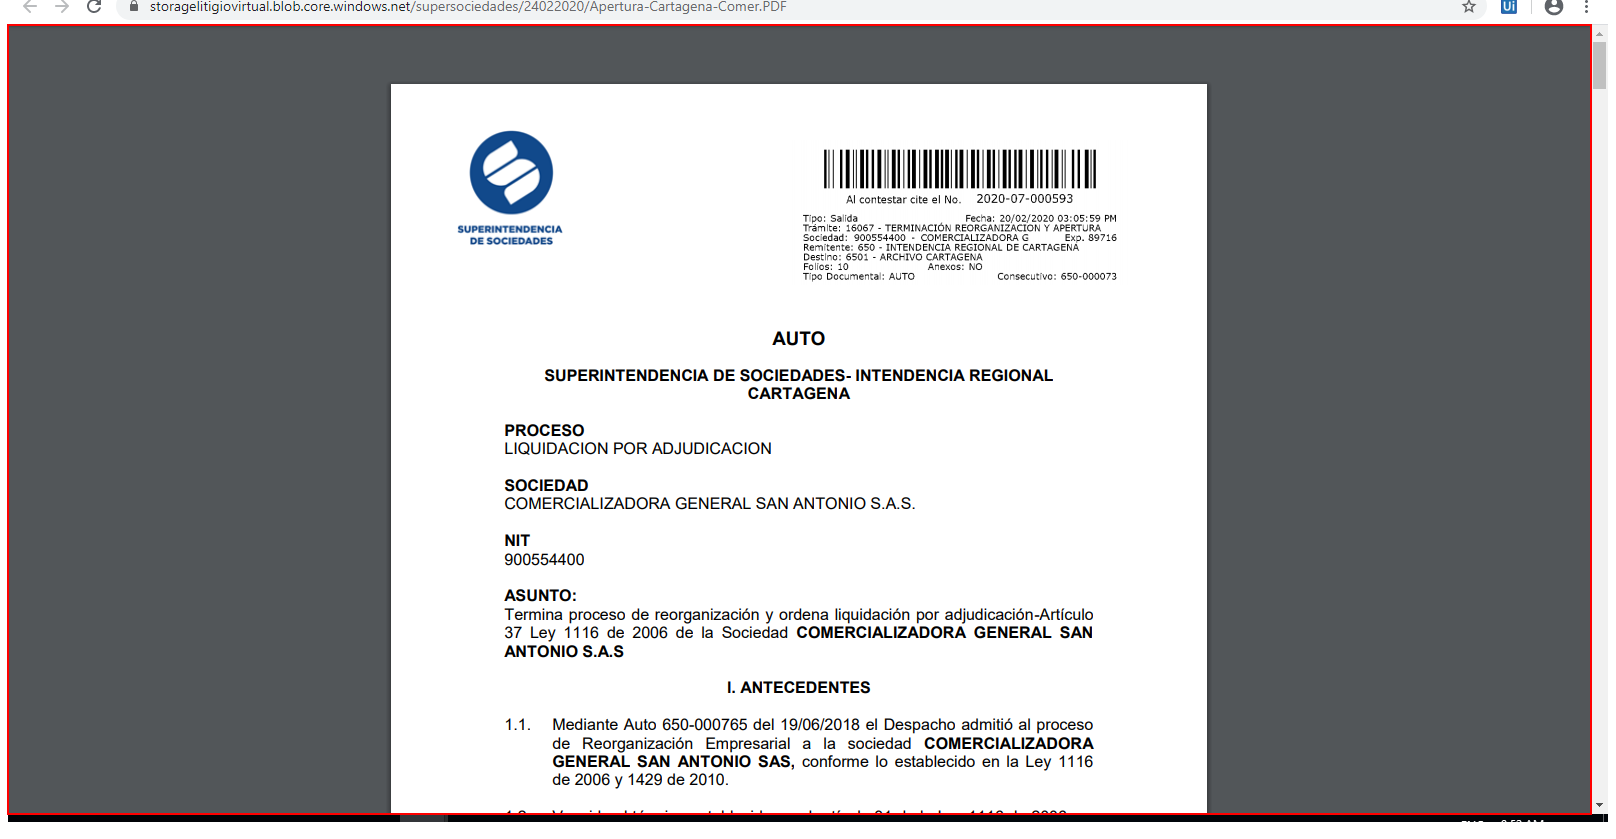 storagelitigiovirtual.blob.core.windows.net/supersociedades/24022020/Apertura-Cartagena-Comer.PDF
Ui
SUPERINTENDENCIA
DE SOCIEDADES
Al contestar cite el No. 2020-07-000593
Tipo: Salida Fecha: 20/02/2020 03:05:59 PM
Trámite: 16067 - TERMINACIÓN REORGANIZACION Y APERTURA
Sociedad: 900554400 - COMERCIALIZADORA G Exp. 89716
Remitente: 650 - INTENDENCIA REGIONAL DE CARTAGENA
Destino: 6501 - ARCHIVO CARTAGENA
Folios: 10 Anexos: NO
Tipo Documental: AUTO Consecutivo: 650-000073
AUTO
SUPERINTENDENCIA DE SOCIEDADES- INTENDENCIA REGIONAL
CARTAGENA
PROCESO
LIQUIDACION POR ADJUDICACION
SOCIEDAD
COMERCIALIZADORA GENERAL SAN ANTONIO S.A.S.
NIT
900554400
ASUNTO:
Termina proceso de reorganización y ordena liquidación por adjudicación-Artículo
37 Ley 1116 de 2006 de la Sociedad COMERCIALIZADORA GENERAL SAN
ANTONIO S.A.S
I. ANTECEDENTES
1.1. Mediante Auto 650-000765 del 19/06/2018 el Despacho admitió al proceso
de Reorganización Empresarial a la sociedad COMERCIALIZADORA
GENERAL SAN ANTONIO SAS, conforme lo establecido en la Ley 1116
de 2006 y 1429 de 2010.